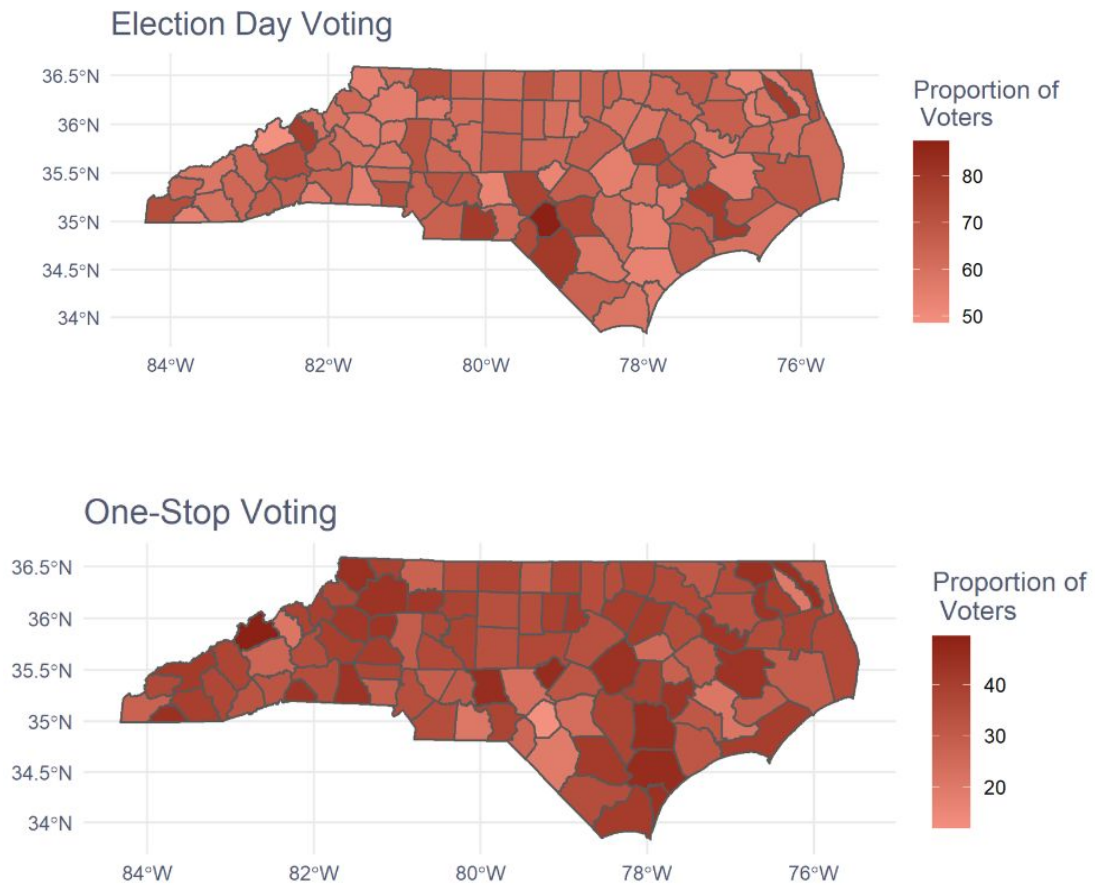 Election Day Voting
36.5°N
36°N
35.5°N
35°N
34.5°N
34°N
84°W 82°W 80°W 78°W 76°W
Proportion of
Voters
80
70
60
50
One-Stop Voting
36.5°N
36°N
35.5°N
35°N
34.5°N
34°N
84°W 82°W 80°W 78°W 76°W
Proportion of
Voters
40
30
20